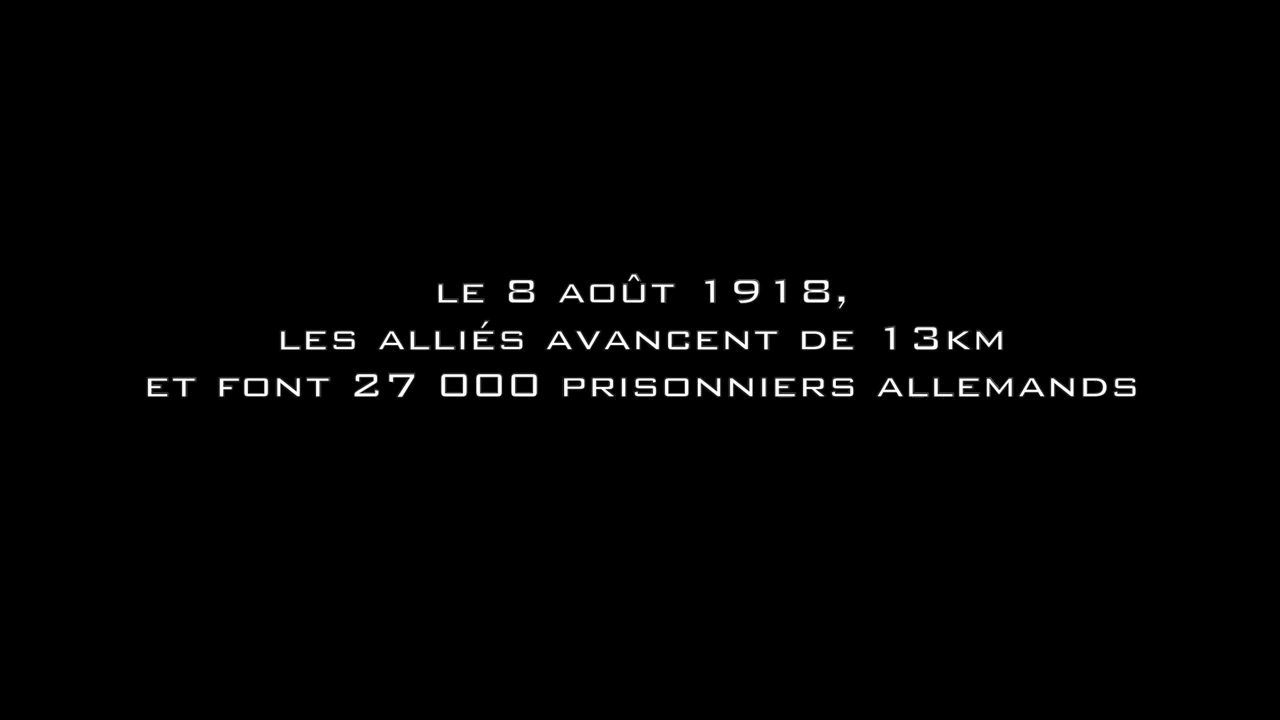 LE 8 AOÛT 1918,
LES ALLIÉS AVANCENT DE 13KM
ET FONT 27 000 PRISONNIERS ALLEMANDS